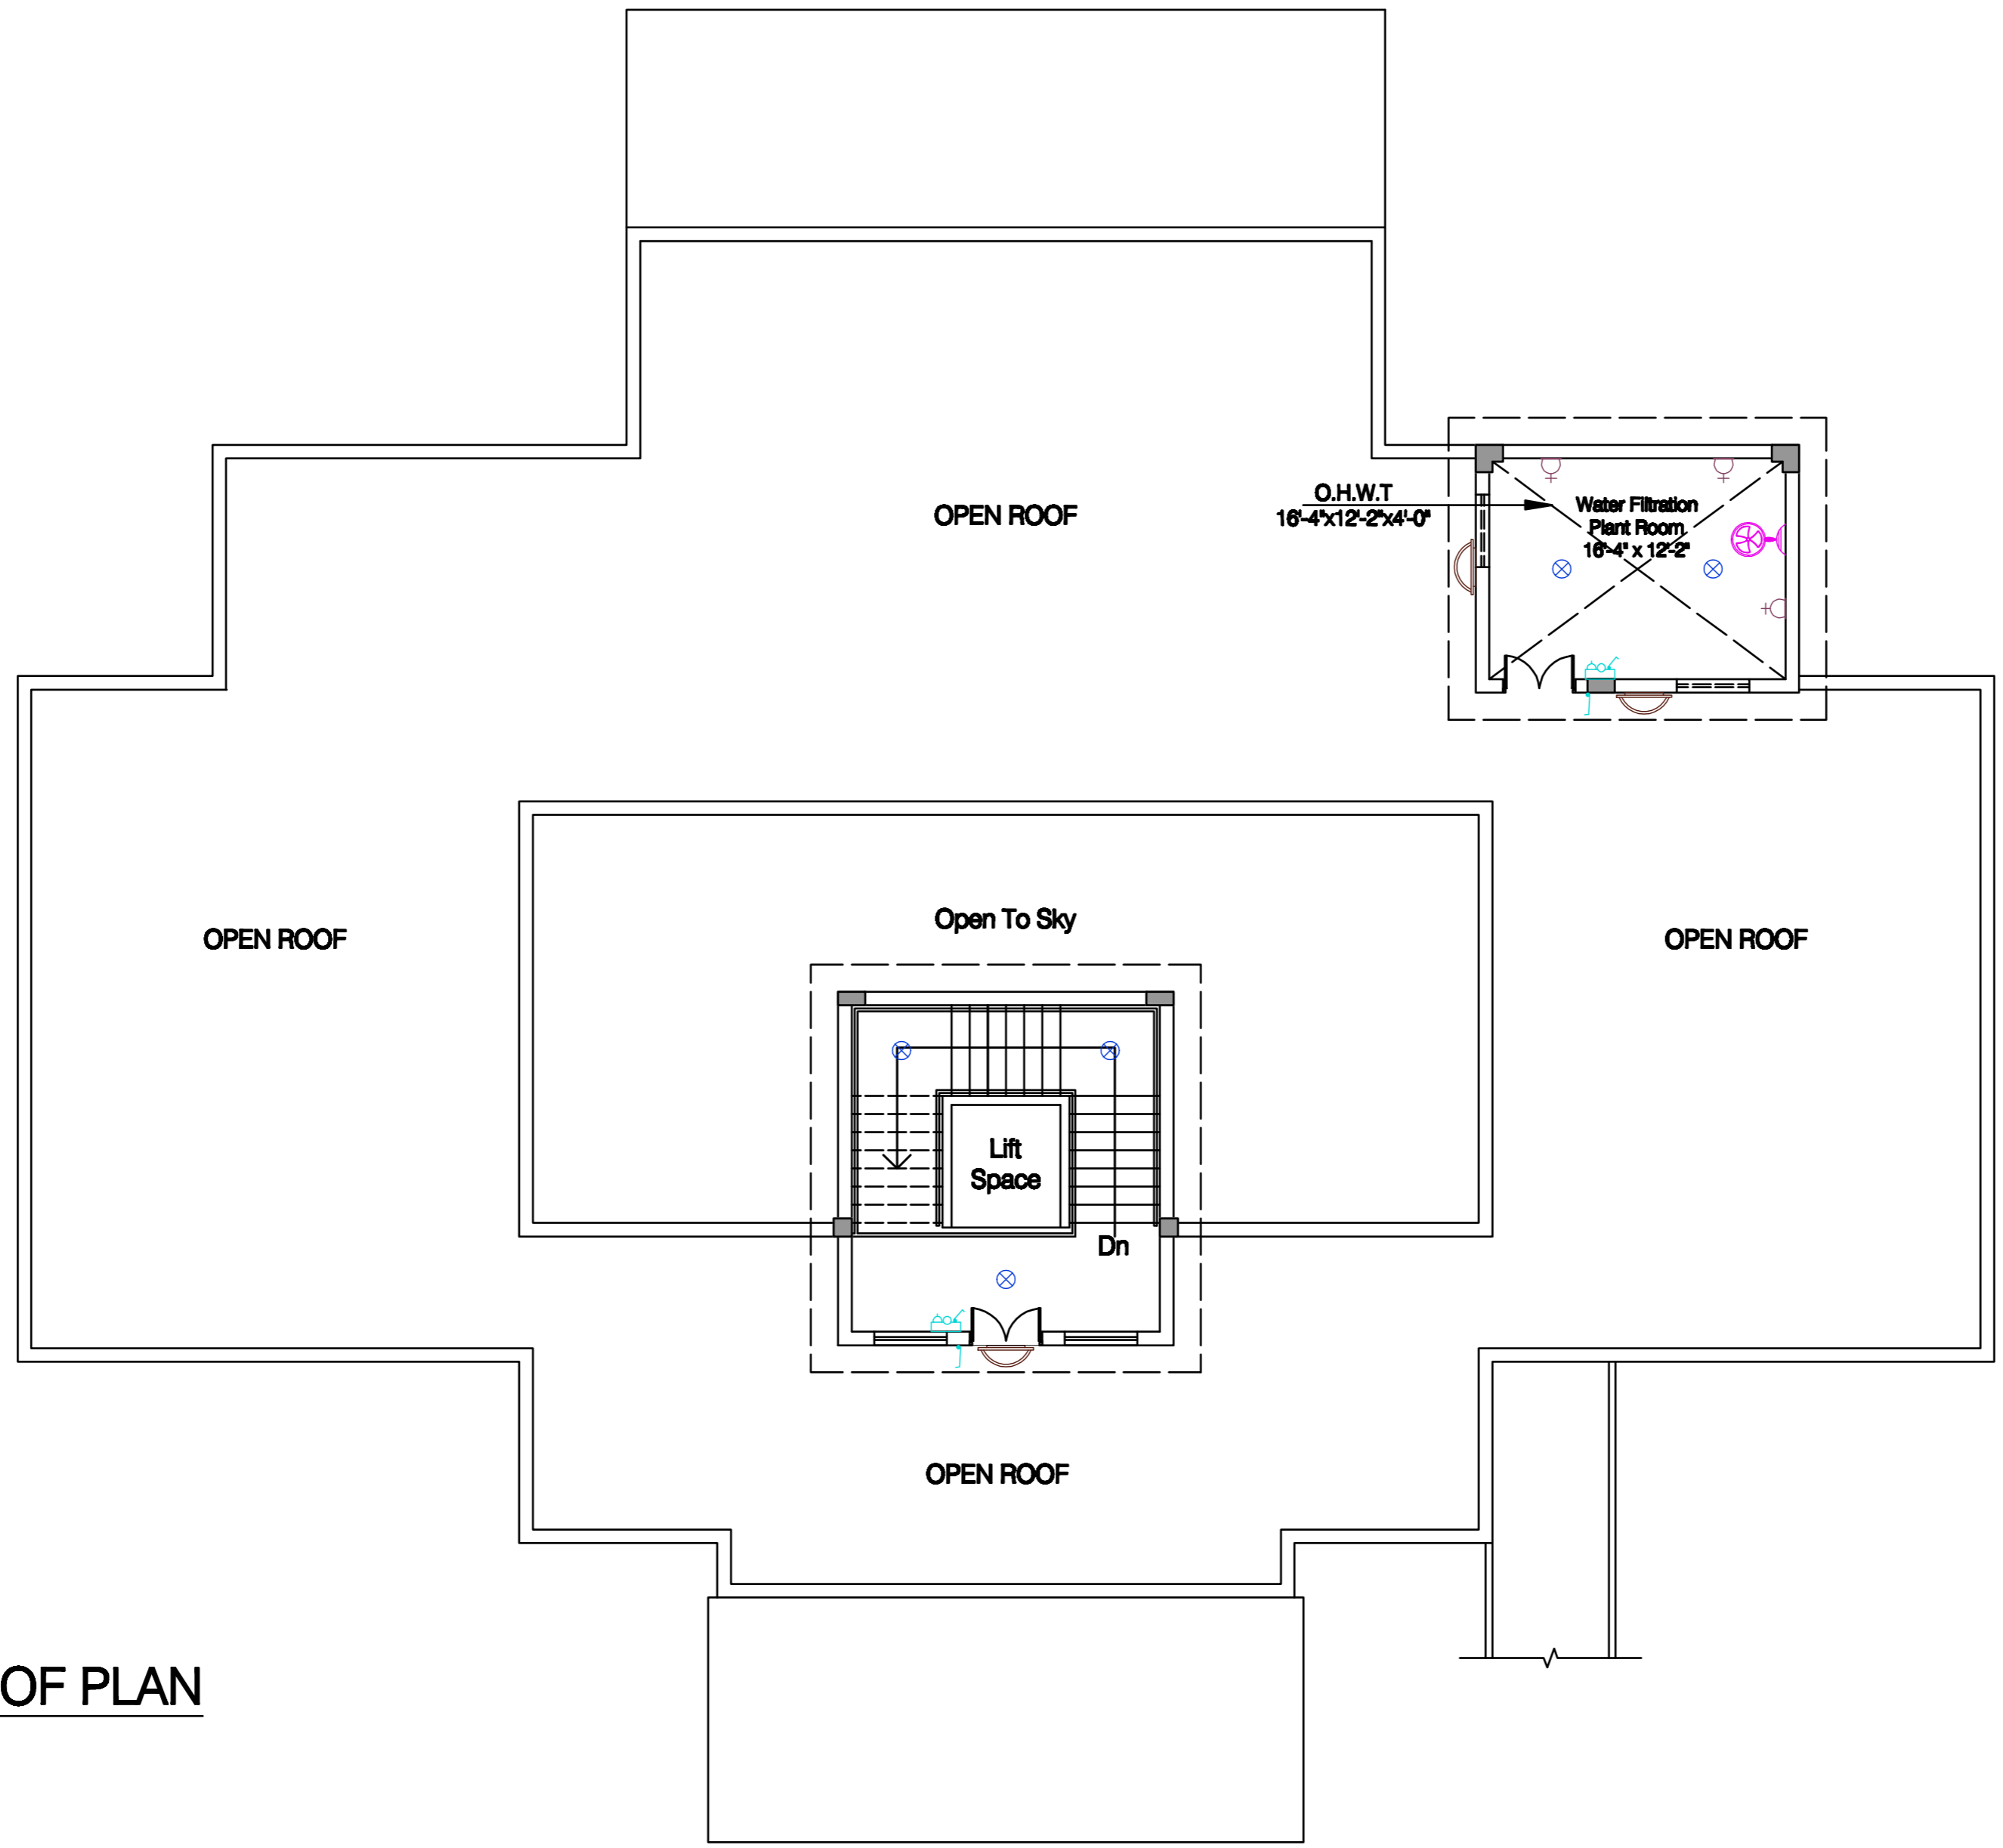 OPEN ROOF
O.H.W.T
16'-4"x12'-2"x4'-0"
Water Filtration
Plant Room
16'-4" x 12'-2"
Open To Sky
OPEN ROOF
OPEN ROOF
Lift
Space
Dn
OPEN ROOF
OF PLAN